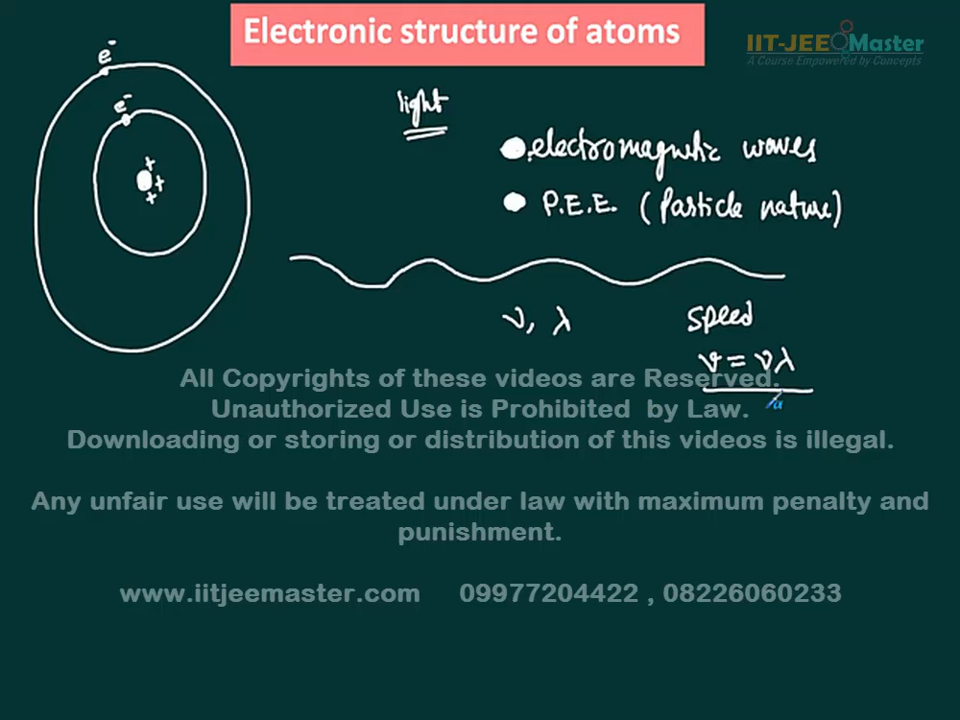 Electronic structure of atoms
IIT-JEE Master
A Course Empowered by Concepts
e⁻
e⁻
+
+
+
light
electromagnetic waves
P.E.E. (Particle nature)
ν, λ
speed
v = νλ
All Copyrights of these videos are Reserved.
Unauthorized Use is Prohibited by Law.
Downloading or storing or distribution of this videos is illegal.
Any unfair use will be treated under law with maximum penalty and
punishment.
www.iitjeemaster.com 09977204422 , 08226060233